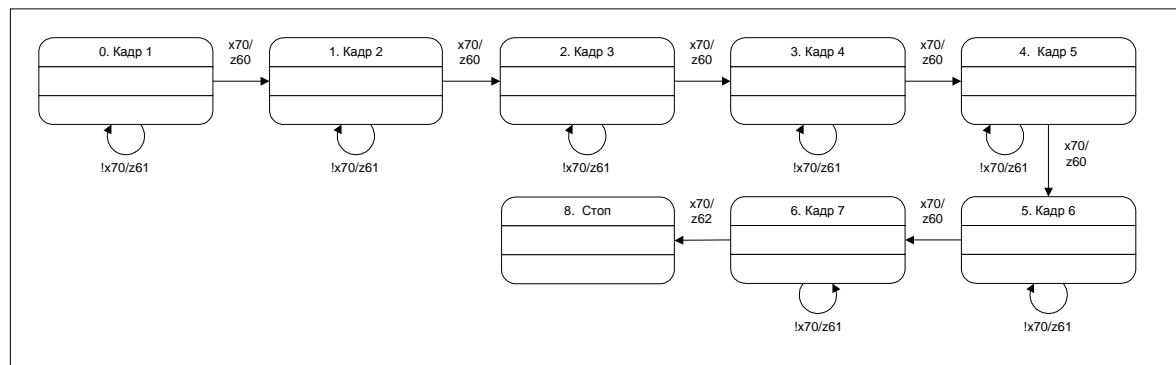 0. Кадр 1
x70/
z60
1. Кадр 2
x70/
z60
2. Кадр 3
x70/
z60
3. Кадр 4
x70/
z60
4. Кадр 5
!x70/z61
!x70/z61
!x70/z61
!x70/z61
!x70/z61
x70/
z60
8. Стоп
x70/
z62
6. Кадр 7
x70/
z60
5. Кадр 6
!x70/z61
!x70/z61